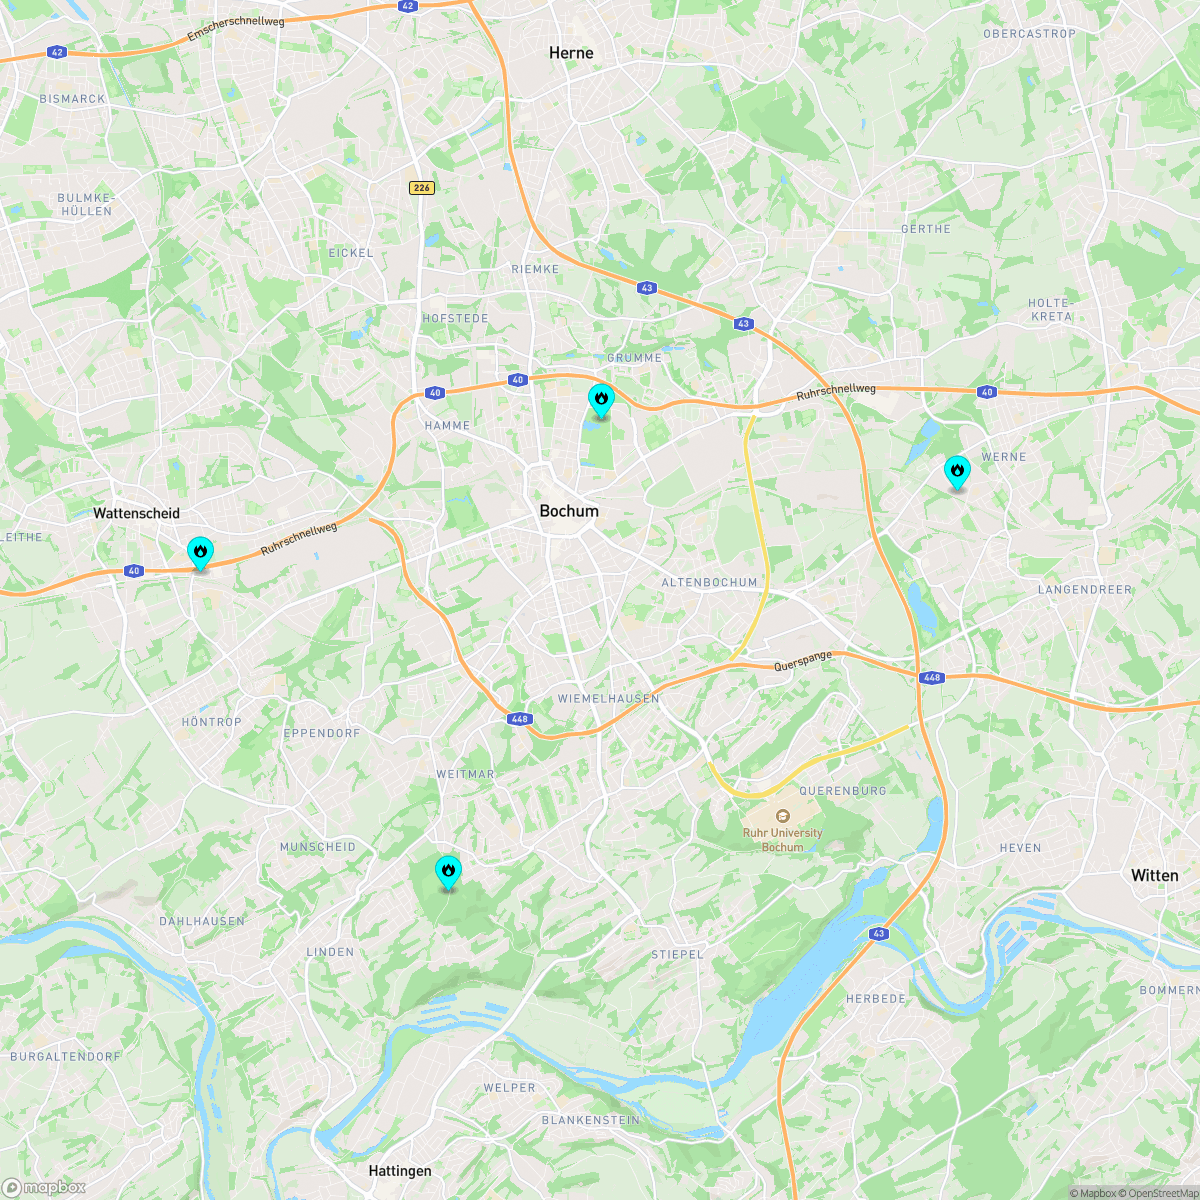 42
Emscherschnellweg
42
Herne
OBERCASTROP
BISMARCK
226
BULMKE-
HÜLLEN
EICKEL
GERTHE
RIEMKE
43
HOLTE-
KRETA
HOFSTEDE
43
GRUMME
40
40
Ruhrschnellweg
40
HAMME
WERNE
Wattenscheid
Bochum
LEITHE
Ruhrschnellweg
40
ALTENBOCHUM
LANGENDREER
Querspange
448
WIEMELHAUSEN
HÖNTROP
448
EPPENDORF
WEITMAR
QUERENBURG
Ruhr University
Bochum
MUNSCHEID
HEVEN
Witten
DAHLHAUSEN
43
LINDEN
STIEPEL
BOMMERN
HERBEDE
BURGALTENDORF
WELPER
BLANKENSTEIN
Hattingen
mapbox
© Mapbox © OpenStreetMap